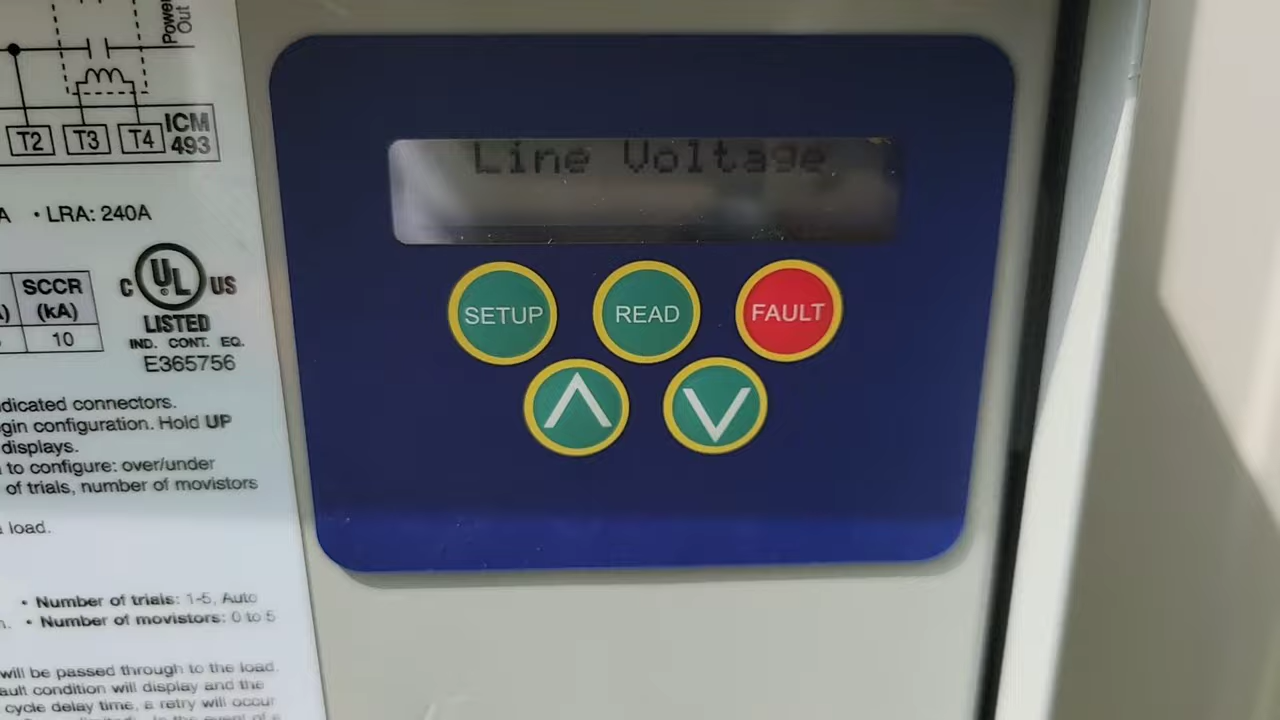 Power
Out
T2 T3 T4 ICM
493
A • LRA: 240A
SCCR
(kA)
10
C UL US
®
LISTED
IND. CONT. EQ.
E365756
dicated connectors.
gin configuration. Hold UP
displays.
to configure: over/under
of trials, number of movistors
load.
• Number of trials: 1-5, Auto
• Number of movistors: 0 to 5
will be passed through to the load.
ault condition will display and the
cycle delay time, a retry will occur
Line Voltage
SETUP READ FAULT